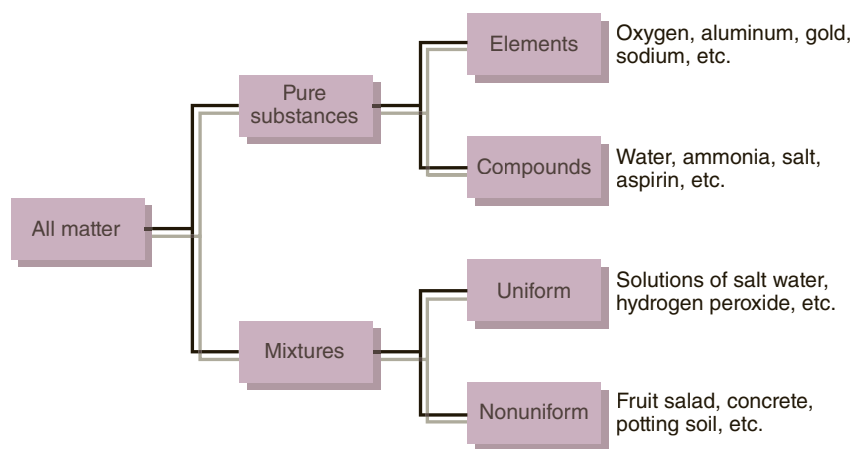 All matter
Pure
substances
Mixtures
Elements
Oxygen, aluminum, gold,
sodium, etc.
Compounds
Water, ammonia, salt,
aspirin, etc.
Uniform
Solutions of salt water,
hydrogen peroxide, etc.
Nonuniform
Fruit salad, concrete,
potting soil, etc.